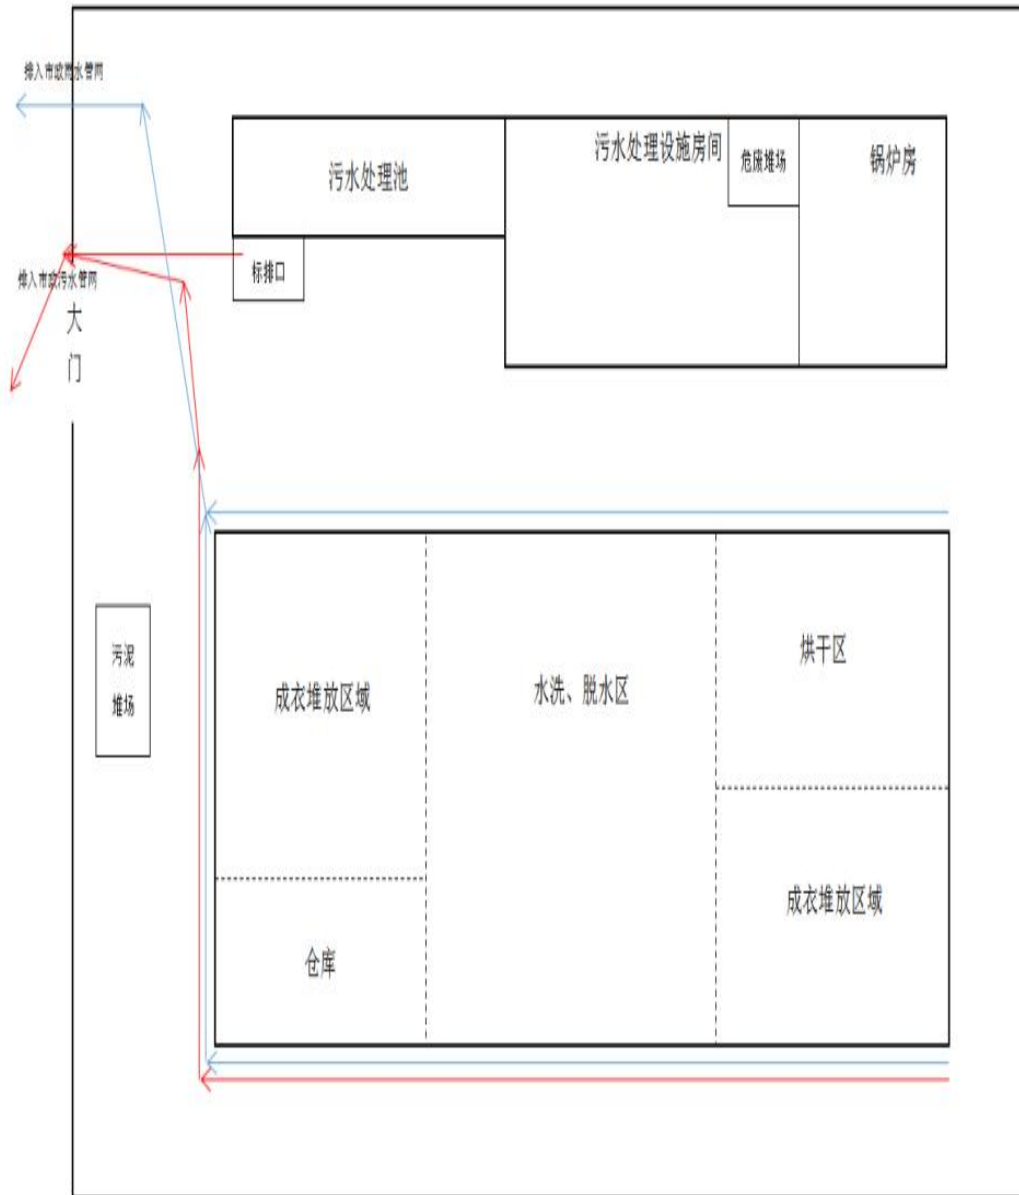 排入市政雨水管网
污水处理池
污水处理设施房间
危废堆场
锅炉房
标排口
排入市政污水管网
大
门
污泥
堆场
成衣堆放区域
水洗、脱水区
烘干区
仓库
成衣堆放区域